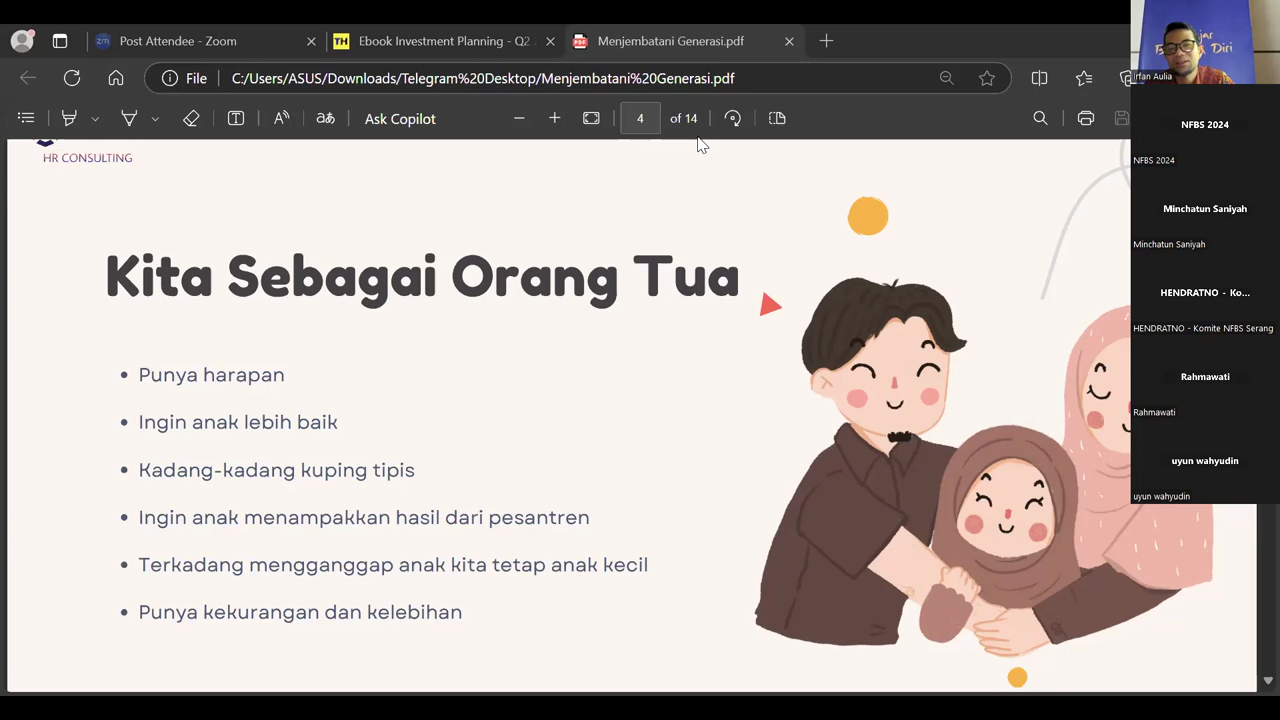 Post Attendee - Zoom
TH
Ebook Investment Planning - Q2
PDF
Menjembatani Generasi.pdf
File
C:/Users/ASUS/Downloads/Telegram%20Desktop/Menjembatani%20Generasi.pdf
Ask Copilot
4
of 14
HR CONSULTING
Kita Sebagai Orang Tua
• Punya harapan
• Ingin anak lebih baik
• Kadang-kadang kuping tipis
• Ingin anak menampakkan hasil dari pesantren
• Terkadang mengganggap anak kita tetap anak kecil
• Punya kekurangan dan kelebihan
Irfan Aulia
NFBS 2024
NFBS 2024
Minchatun Saniyah
Minchatun Saniyah
HENDRATNO - Ko...
HENDRATNO - Komite NFBS Serang
Rahmawati
Rahmawati
uyun wahyudin
uyun wahyudin